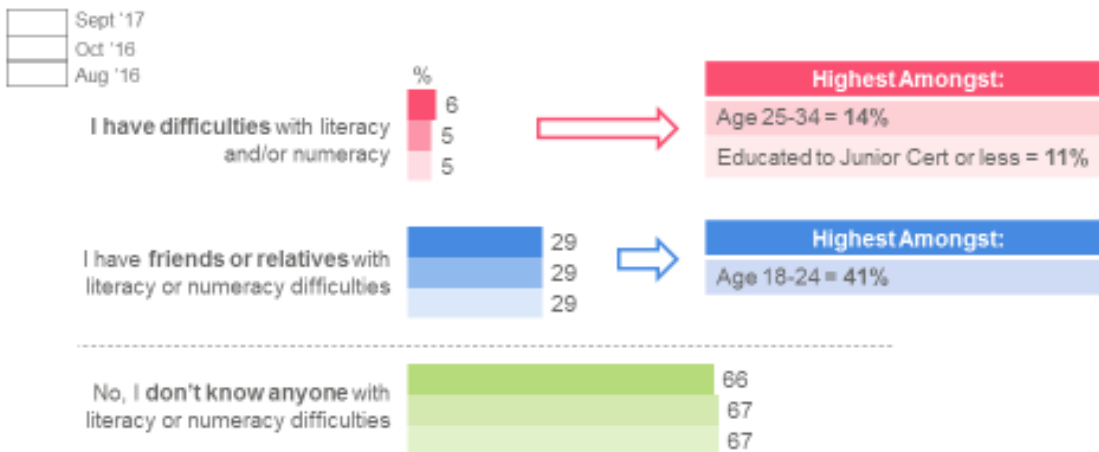 Sept '17
Oct '16
Aug '16
%
I have difficulties with literacy
and/or numeracy
6
5
5
Highest Amongst:
Age 25-34 = 14%
Educated to Junior Cert or less = 11%
I have friends or relatives with
literacy or numeracy difficulties
29
29
29
Highest Amongst:
Age 18-24 = 41%
No, I don't know anyone with
literacy or numeracy difficulties
66
67
67